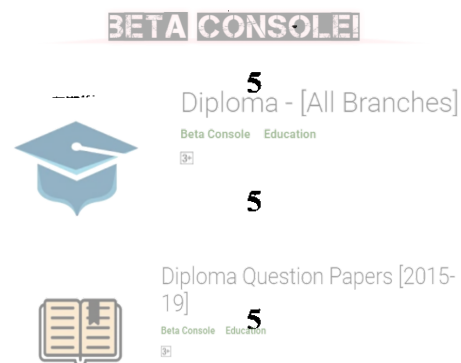 BETA CONSOLE!
5
Diploma - [All Branches]
Beta Console Education
3+
5
Diploma Question Papers [2015-
19]
5
Beta Console Education
3+